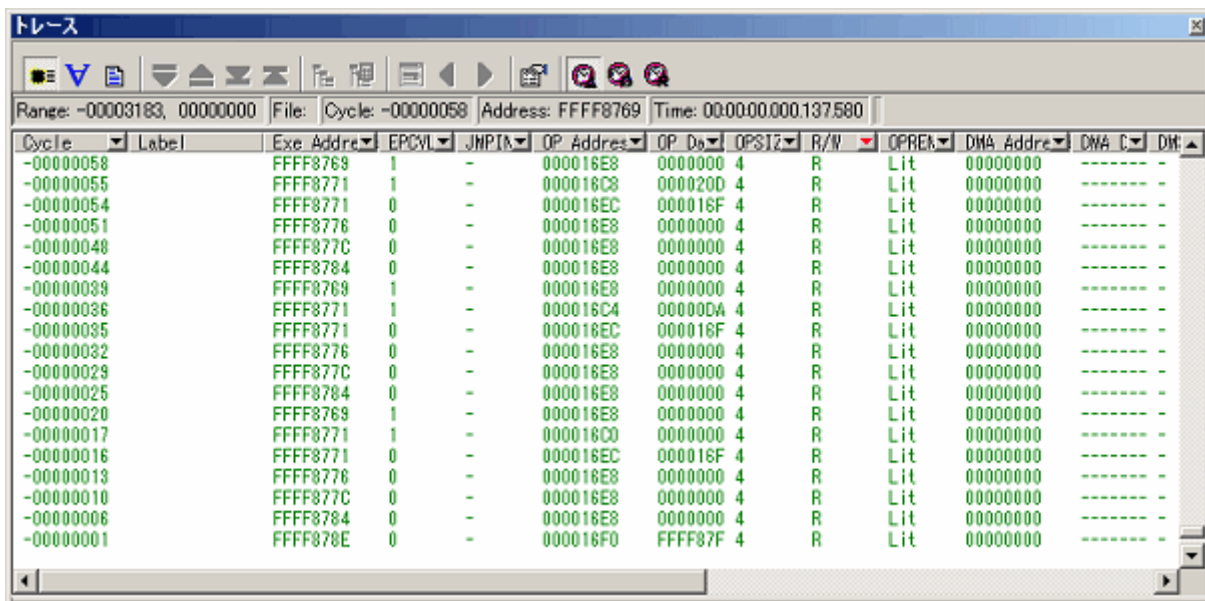 トレース
Range: -00003183, 00000000 File: Cycle: -00000058 Address: FFFF8769 Time: 00:00:00.000.137.580
Cycle Label Exe Addre EPCVL JMPIN OP Addres OP Da OPSIZ R/W OPREN DMA Addre DMA C DM
-00000058 FFFF8769 1 - 000016E8 0000000 4 R Lit 00000000 ------- -
-00000055 FFFF8771 1 - 000016C8 000020D 4 R Lit 00000000 ------- -
-00000054 FFFF8771 0 - 000016EC 000016F 4 R Lit 00000000 ------- -
-00000051 FFFF8776 0 - 000016E8 0000000 4 R Lit 00000000 ------- -
-00000048 FFFF877C 0 - 000016E8 0000000 4 R Lit 00000000 ------- -
-00000044 FFFF8784 0 - 000016E8 0000000 4 R Lit 00000000 ------- -
-00000039 FFFF8769 1 - 000016E8 0000000 4 R Lit 00000000 ------- -
-00000036 FFFF8771 1 - 000016C4 00000DA 4 R Lit 00000000 ------- -
-00000035 FFFF8771 0 - 000016EC 000016F 4 R Lit 00000000 ------- -
-00000032 FFFF8776 0 - 000016E8 0000000 4 R Lit 00000000 ------- -
-00000029 FFFF877C 0 - 000016E8 0000000 4 R Lit 00000000 ------- -
-00000025 FFFF8784 0 - 000016E8 0000000 4 R Lit 00000000 ------- -
-00000020 FFFF8769 1 - 000016E8 0000000 4 R Lit 00000000 ------- -
-00000017 FFFF8771 1 - 000016C0 0000000 4 R Lit 00000000 ------- -
-00000016 FFFF8771 0 - 000016EC 000016F 4 R Lit 00000000 ------- -
-00000013 FFFF8776 0 - 000016E8 0000000 4 R Lit 00000000 ------- -
-00000010 FFFF877C 0 - 000016E8 0000000 4 R Lit 00000000 ------- -
-00000006 FFFF8784 0 - 000016E8 0000000 4 R Lit 00000000 ------- -
-00000001 FFFF878E 0 - 000016F0 FFFF87F 4 R Lit 00000000 ------- -